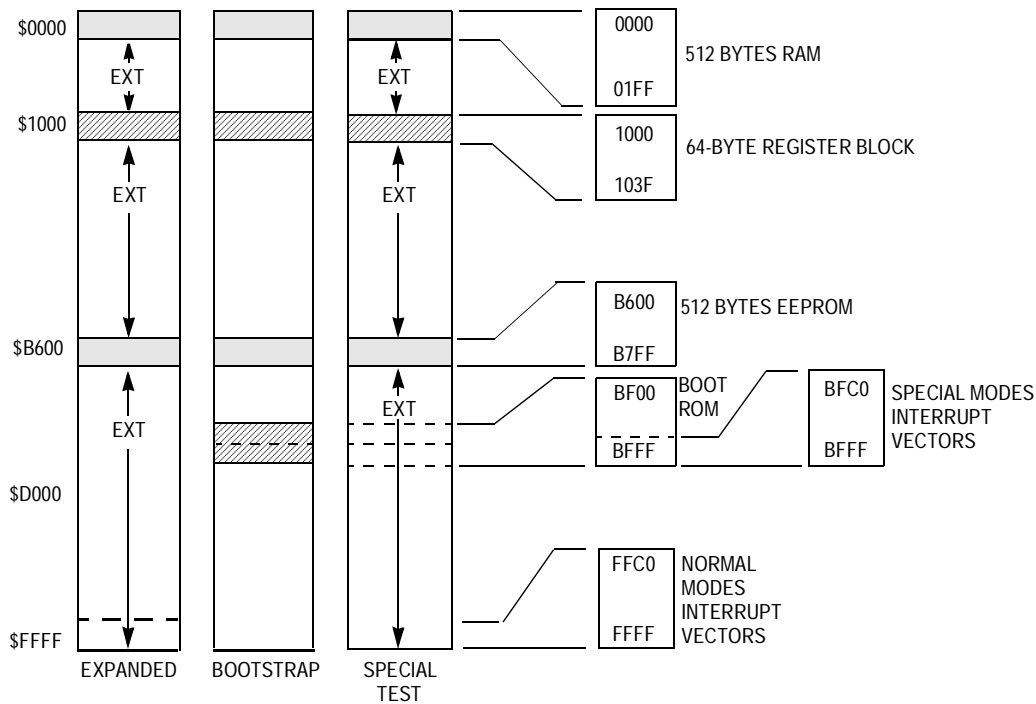 $0000
EXT
EXT
0000
512 BYTES RAM
01FF
$1000
1000
64-BYTE REGISTER BLOCK
EXT
EXT
103F
B600
512 BYTES EEPROM
$B600
B7FF
BF00
BOOT
ROM
BFFF
BFC0
SPECIAL MODES
INTERRUPT
VECTORS
BFFF
EXT
EXT
$D000
FFC0
NORMAL
MODES
INTERRUPT
VECTORS
FFFF
$FFFF
EXPANDED
BOOTSTRAP
SPECIAL
TEST